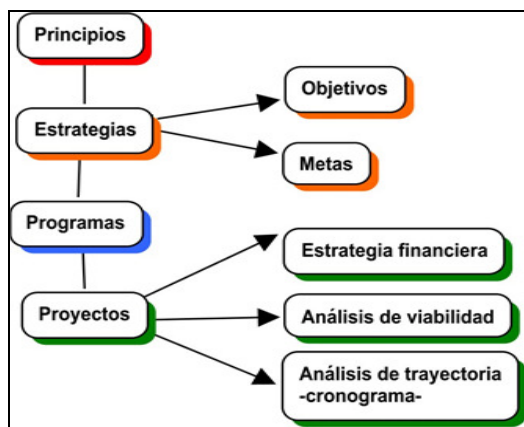 Principios
Objetivos
Estrategias
Metas
Programas
Estrategia financiera
Proyectos
Análisis de viabilidad
Análisis de trayectoria
-cronograma-